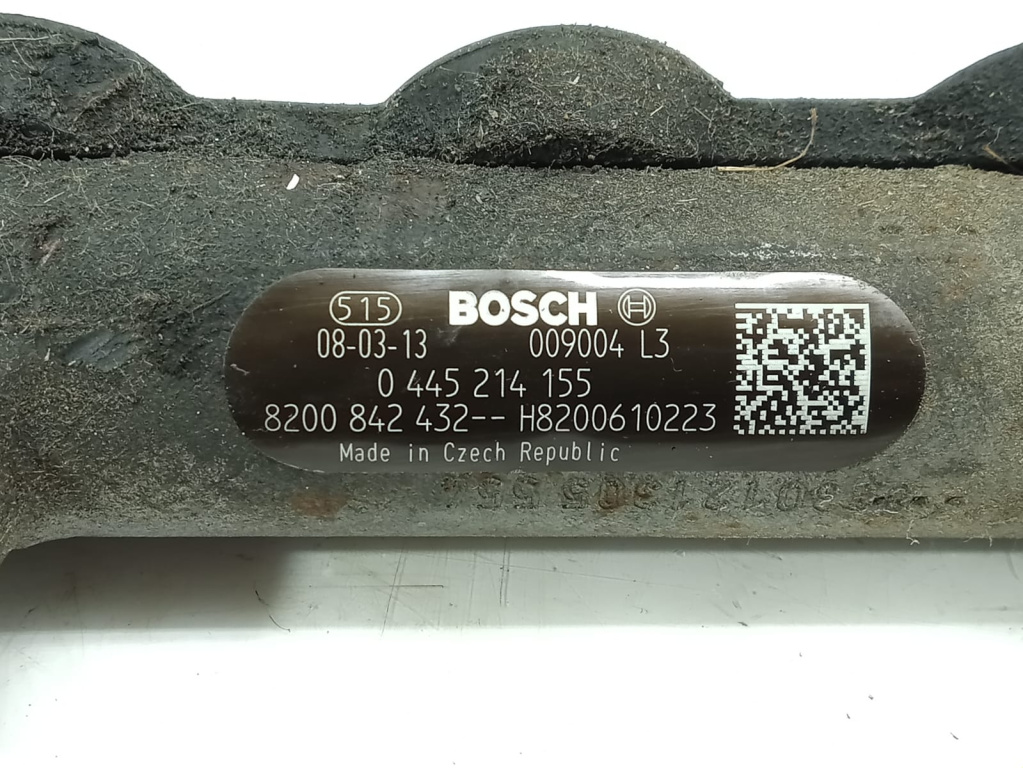 515 BOSCH
08-03-13 009004 L3
0 445 214 155
8200 842 432-- H8200610223
Made in Czech Republic